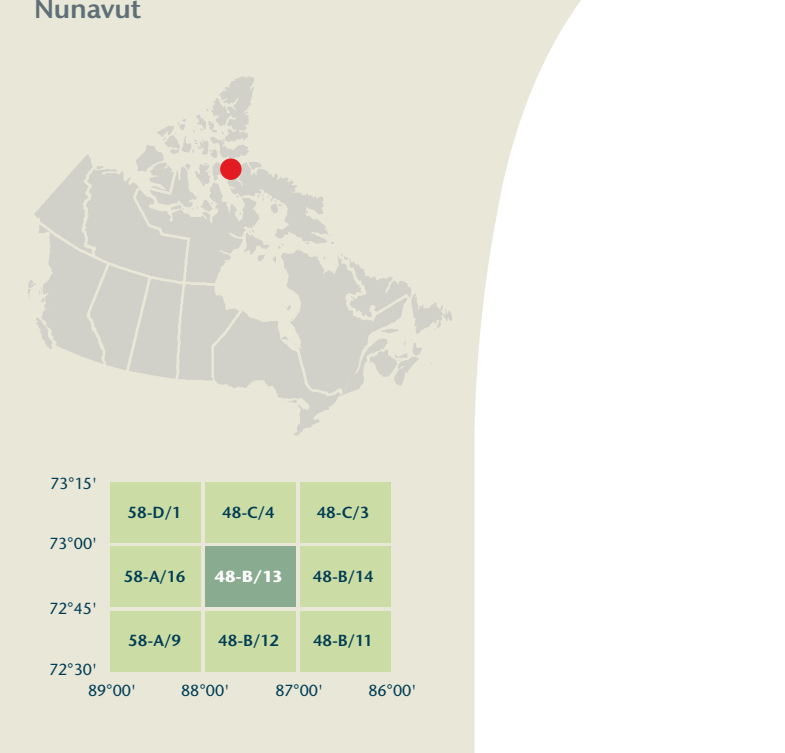 Nunavut
73°15'
58-D/1 48-C/4 48-C/3
73°00'
58-A/16 48-B/13 48-B/14
72°45'
58-A/9 48-B/12 48-B/11
72°30'
89°00' 88°00' 87°00' 86°00'